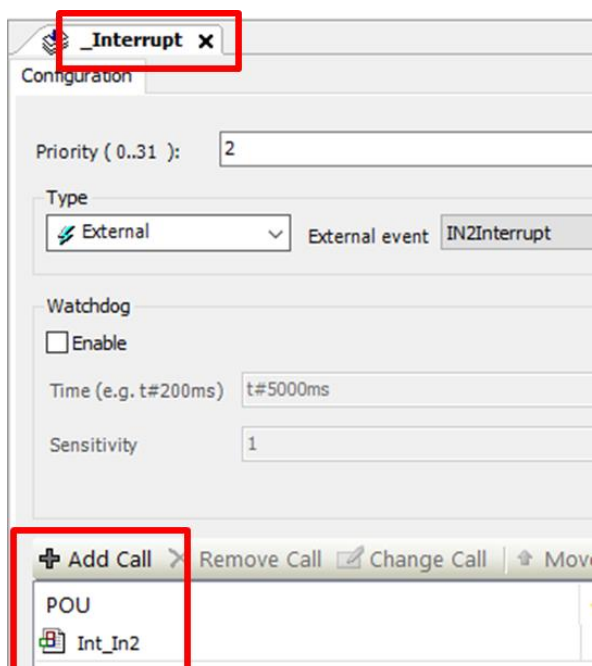 _Interrupt x
Configuration
Priority ( 0..31 ): 2
Type
External External event IN2Interrupt
Watchdog
Enable
Time (e.g. t#200ms) t#5000ms
Sensitivity 1
Add Call Remove Call Change Call
POU
Int_In2